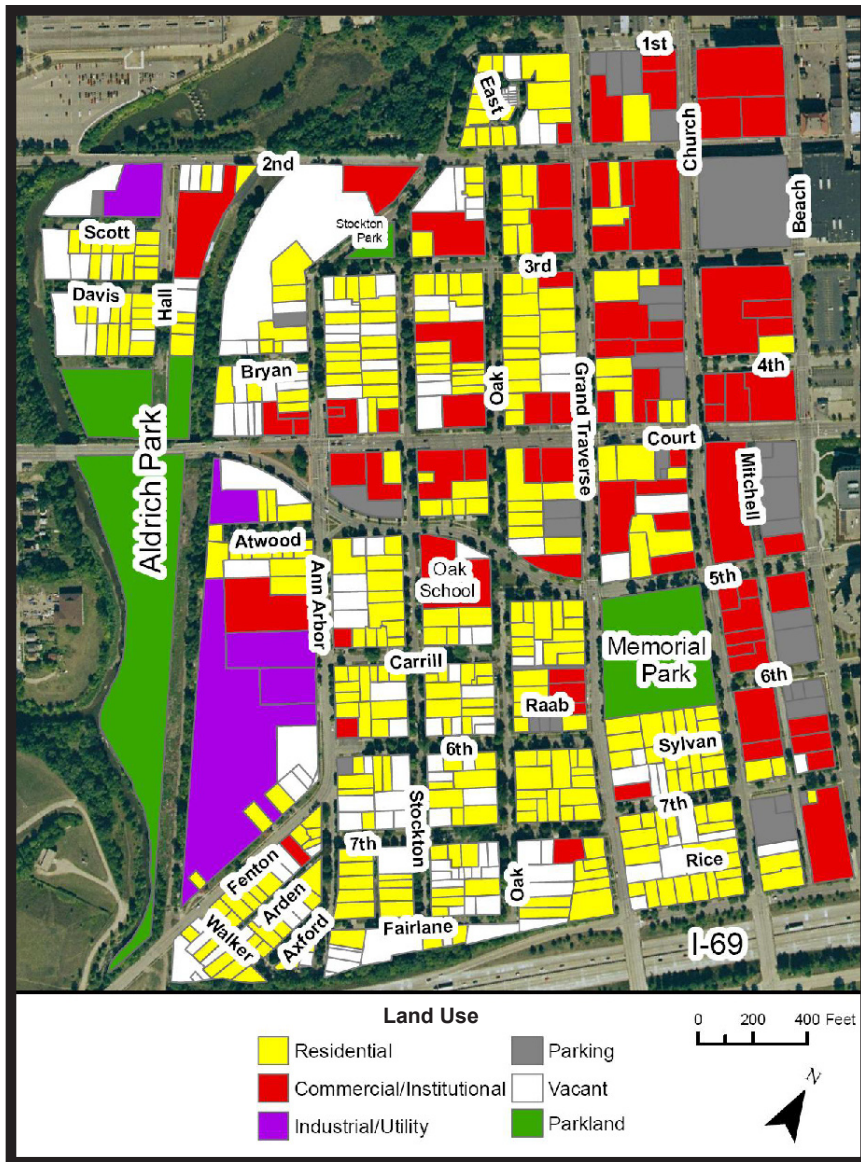 1st
East
Church
2nd
Beach
Stockton
Park
Scott
3rd
Davis
Hall
Bryan
Oak
Grand Traverse
4th
Court
Aldrich Park
Mitchell
Atwood
Ann Arbor
Oak
School
5th
Carrill
Memorial
Park
6th
Raab
Sylvan
6th
Stockton
7th
7th
Rice
Fenton
Oak
Arden
Walker
Axford
Fairlane
I-69
Land Use
Residential
Commercial/Institutional
Industrial/Utility
Parking
Vacant
Parkland
0 200 400 Feet
N